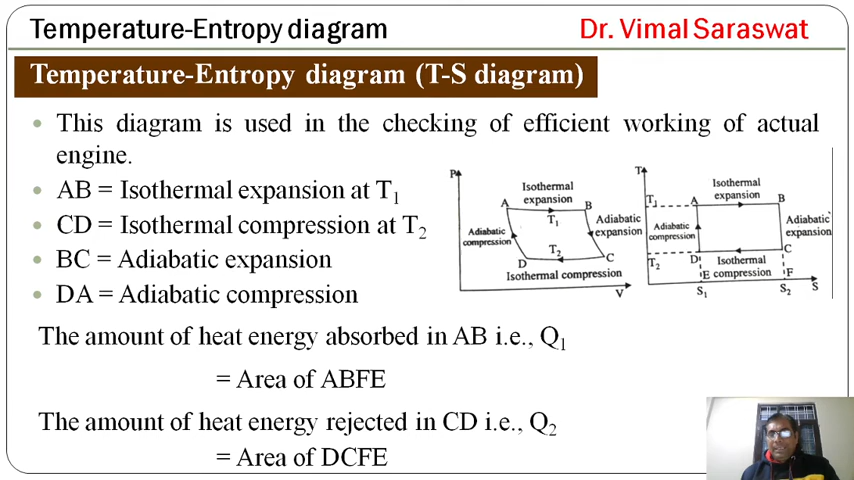 Temperature-Entropy diagram
Dr. Vimal Saraswat
Temperature-Entropy diagram (T-S diagram)
• This diagram is used in the checking of efficient working of actual
engine.
• AB = Isothermal expansion at T₁
• CD = Isothermal compression at T₂
• BC = Adiabatic expansion
• DA = Adiabatic compression
P
Isothermal
expansion
A
B
T₁
Adiabatic
compression
Adiabatic
expansion
T₂
D
C
Isothermal compression
V
T
Isothermal
expansion
T₁
A
B
Adiabatic
compression
Adiabatic
expansion
T₂
D
C
Isothermal
compression
E
F
S₁
S₂
S
The amount of heat energy absorbed in AB i.e., Q₁
= Area of ABFE
The amount of heat energy rejected in CD i.e., Q₂
= Area of DCFE